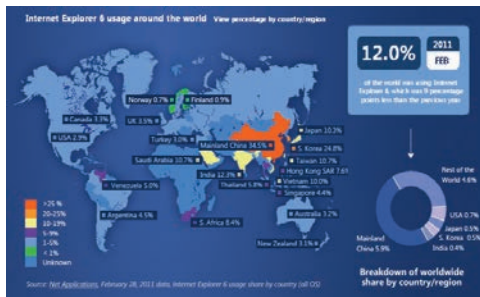 Internet Explorer 6 usage around the world View percentage by country/region
12.0%
2011
FEB
of the world was using Internet
Explorer 6 which was 9 percentage
points less than the previous year
Norway 0.7%
Finland 0.9%
Canada 3.3%
UK 3.5%
USA 2.9%
Turkey 3.0%
Japan 10.3%
Mainland China 34.5%
S. Korea 24.8%
Saudi Arabia 10.7%
Taiwan 10.7%
India 12.3%
Hong Kong SAR 7.6%
Thailand 5.8%
Vietnam 10.0%
Venezuela 5.0%
Singapore 4.4%
Argentina 4.5%
S. Africa 8.4%
Australia 3.2%
New Zealand 3.1%
>25 %
20-25%
10-19%
5-9%
1-5%
< 1%
Unknown
Rest of the
World 4.6%
USA 0.7%
Japan 0.5%
S. Korea 0.5%
India 0.4%
Mainland
China 5.9%
Breakdown of worldwide
share by country/region
Source: Net Applications, February 28, 2011 data, Internet Explorer 6 usage share by country (all OS)